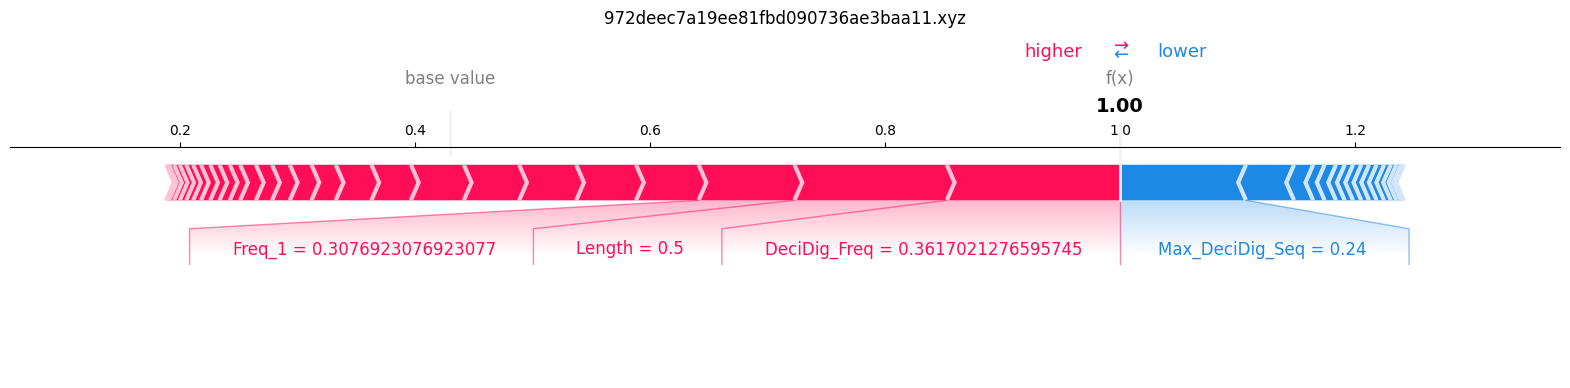 972deec7a19ee81fbd090736ae3baa11.xyz
higher → ← lower
base value f(x)
1.00
0.2 0.4 0.6 0.8 1.0 1.2
Freq_1 = 0.3076923076923077 Length = 0.5 DeciDig_Freq = 0.3617021276595745 Max_DeciDig_Seq = 0.24